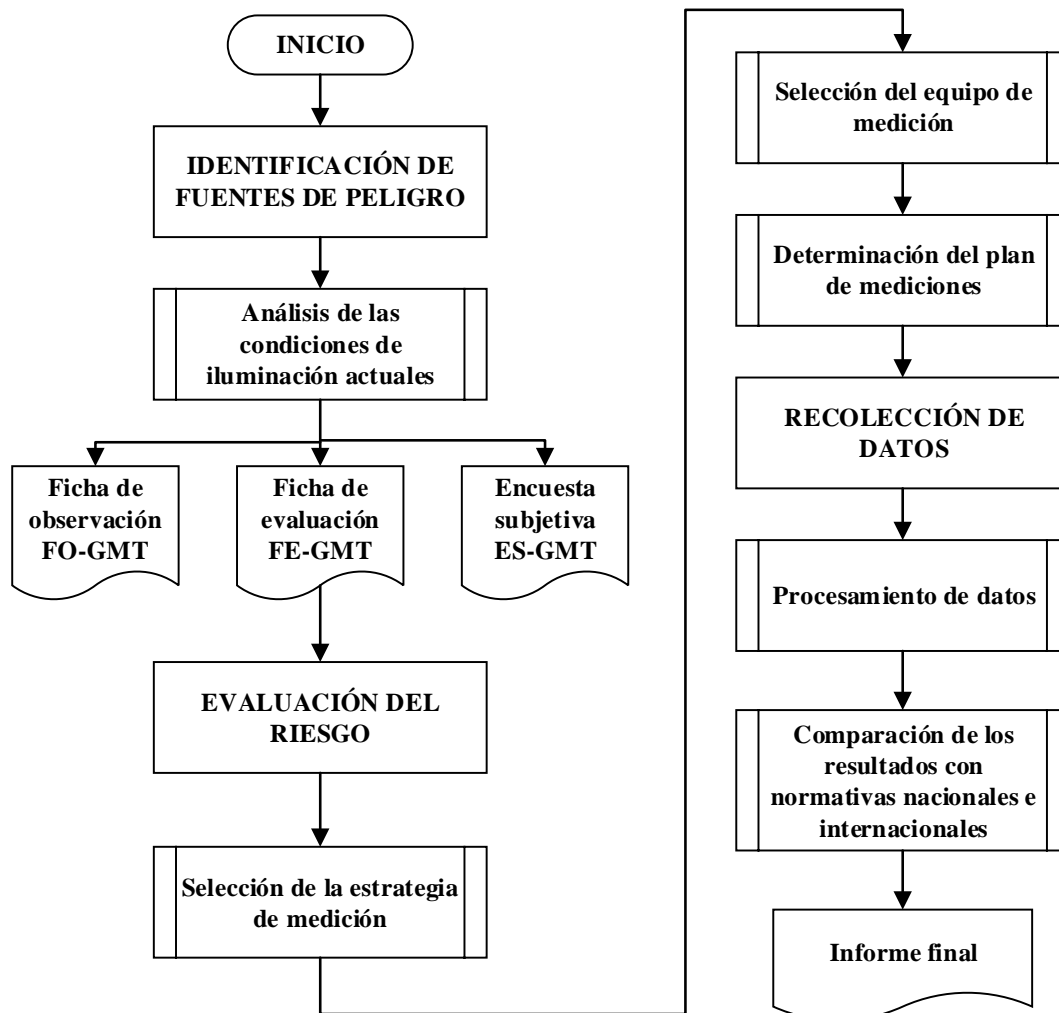 INICIO
IDENTIFICACIÓN DE
FUENTES DE PELIGRO
Análisis de las
condiciones de
iluminación actuales
Ficha de
observación
FO-GMT
Ficha de
evaluación
FE-GMT
Encuesta
subjetiva
ES-GMT
EVALUACIÓN DEL
RIESGO
Selección de la estrategia
de medición
Selección del equipo de
medición
Determinación del plan
de mediciones
RECOLECCIÓN DE
DATOS
Procesamiento de datos
Comparación de los
resultados con
normativas nacionales e
internacionales
Informe final